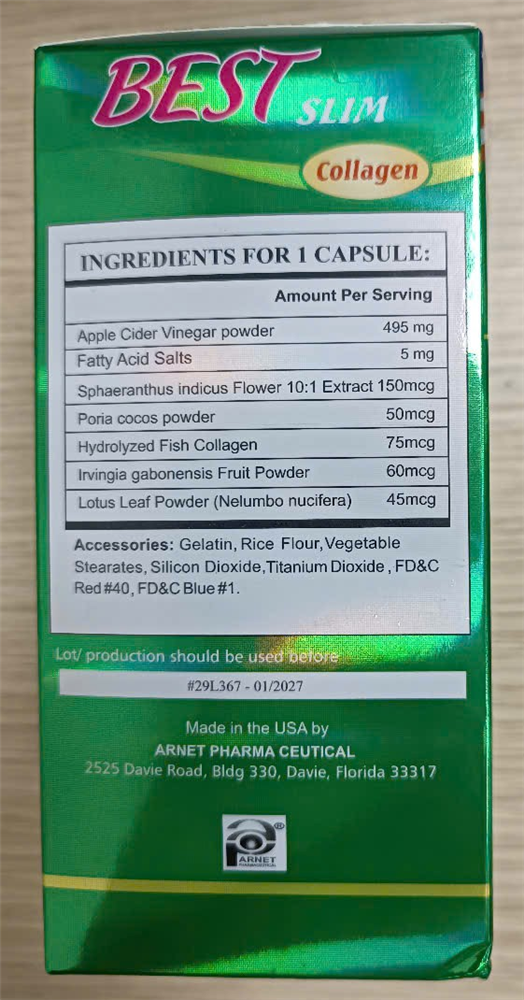 BEST SLIM
Collagen
INGREDIENTS FOR 1 CAPSULE:
Amount Per Serving
Apple Cider Vinegar powder 495 mg
Fatty Acid Salts 5 mg
Sphaeranthus indicus Flower 10:1 Extract 150mcg
Poria cocos powder 50mcg
Hydrolyzed Fish Collagen 75mcg
Irvingia gabonensis Fruit Powder 60mcg
Lotus Leaf Powder (Nelumbo nucifera) 45mcg
Accessories: Gelatin, Rice Flour, Vegetable
Stearates, Silicon Dioxide, Titanium Dioxide , FD&C
Red #40, FD&C Blue #1.
Lot/ production should be used before
#29L367 - 01/2027
Made in the USA by
ARNET PHARMA CEUTICAL
2525 Davie Road, Bldg 330, Davie, Florida 33317
®
ARNET
PHARMACEUTICAL